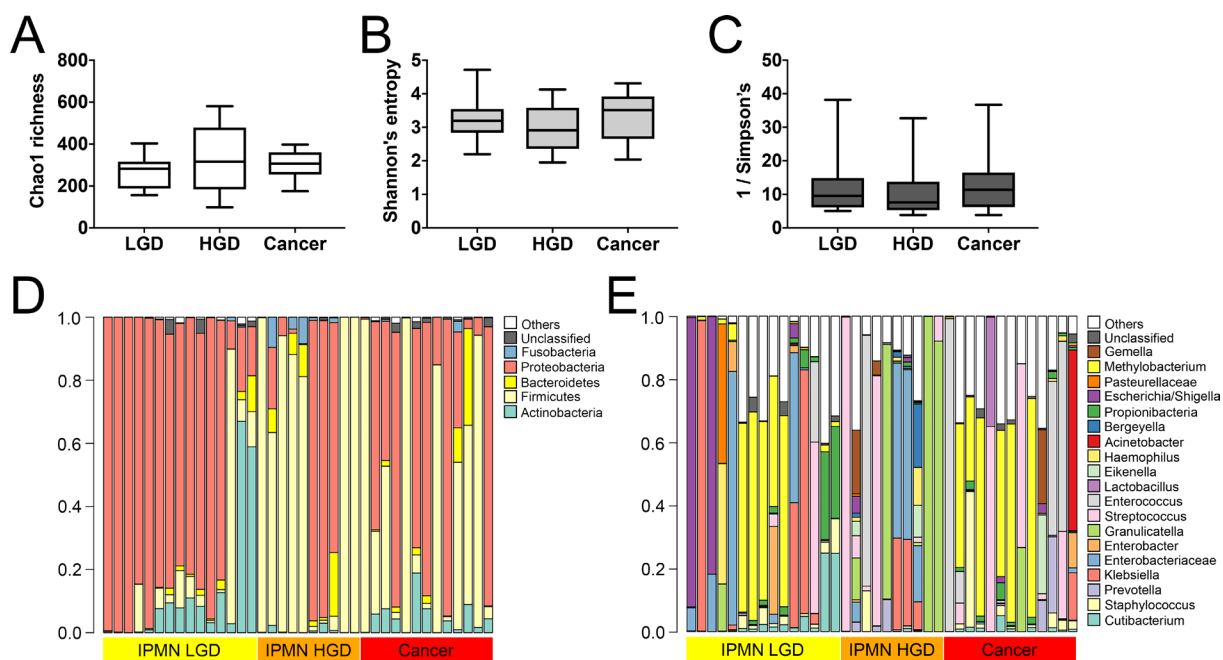 A
B
C
800
600
400
200
0
Chao1 richness
LGD
HGD
Cancer
5
4
3
2
1
0
Shannon's entropy
LGD
HGD
Cancer
50
40
30
20
10
0
1 / Simpson's
LGD
HGD
Cancer
D
1.0
0.8
0.6
0.4
0.2
0.0
Others
Unclassified
Fusobacteria
Proteobacteria
Bacteroidetes
Firmicutes
Actinobacteria
IPMN LGD
IPMN HGD
Cancer
E
1.0
0.8
0.6
0.4
0.2
0.0
Others
Unclassified
Gemella
Methylobacterium
Pasteurellaceae
Escherichia/Shigella
Propionibacteria
Bergeyella
Acinetobacter
Haemophilus
Eikenella
Lactobacillus
Enterococcus
Streptococcus
Granulicatella
Enterobacter
Enterobacteriaceae
Klebsiella
Prevotella
Staphylococcus
Cutibacterium
IPMN LGD
IPMN HGD
Cancer